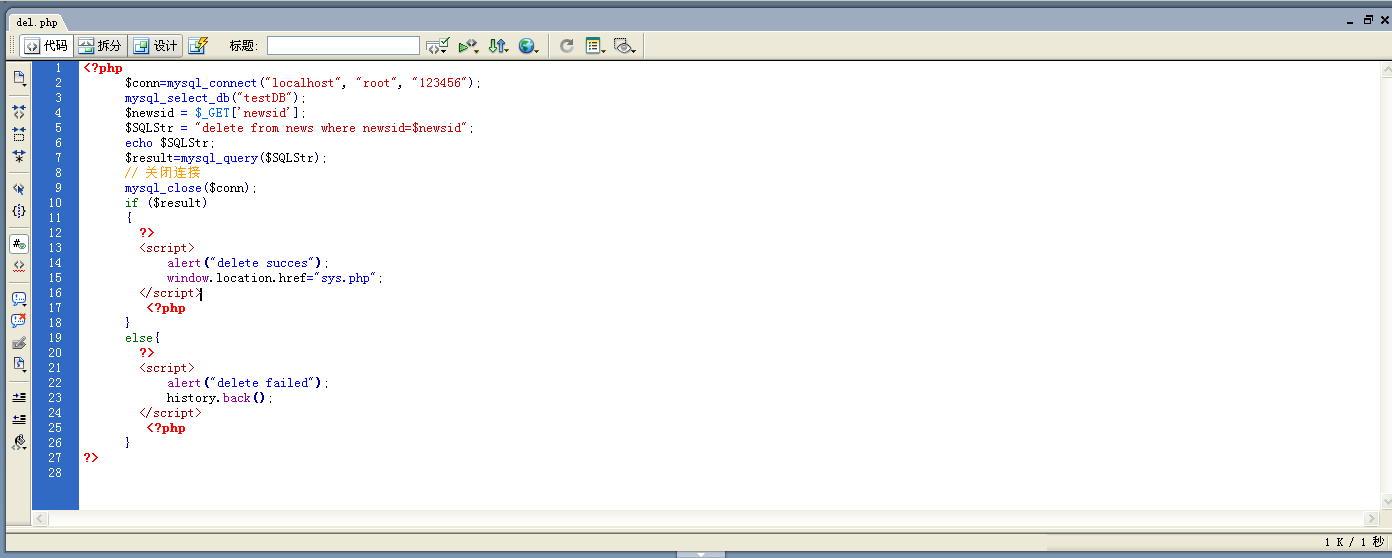 del.php
代码 拆分 设计 标题:
1 <?php
2 $conn=mysql_connect("localhost", "root", "123456");
3 mysql_select_db("testDB");
4 $newsid = $_GET['newsid'];
5 $SQLStr = "delete from news where newsid=$newsid";
6 echo $SQLStr;
7 $result=mysql_query($SQLStr);
8 // 关闭连接
9 mysql_close($conn);
10 if ($result)
11 {
12 ?>
13 <script>
14 alert("delete succes");
15 window.location.href="sys.php";
16 </script>
17 <?php
18 }
19 else{
20 ?>
21 <script>
22 alert("delete failed");
23 history.back();
24 </script>
25 <?php
26 }
27 ?>
28
1 K / 1 秒